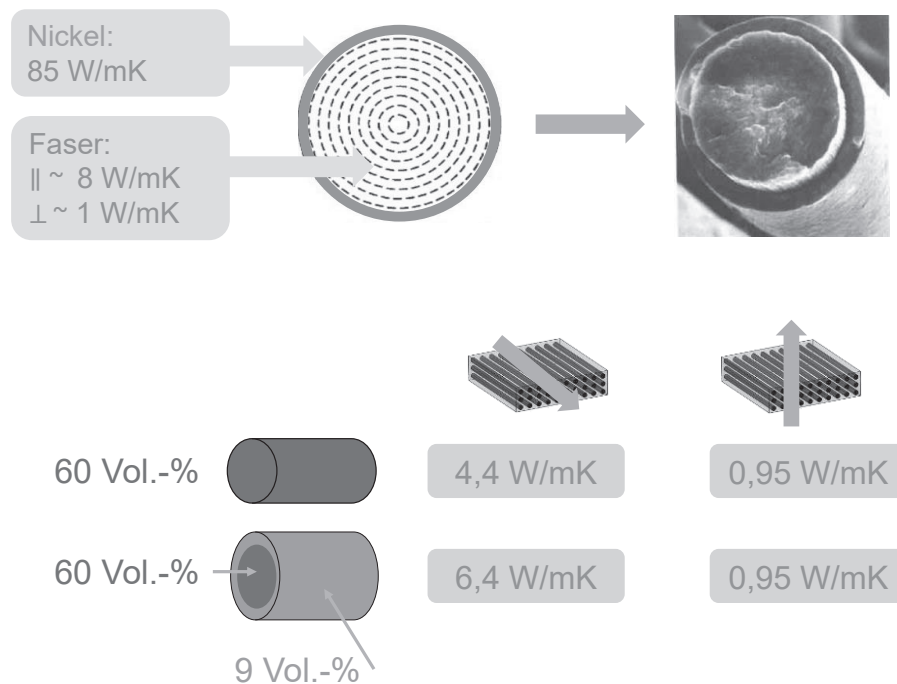 Nickel:
85 W/mK
Faser:
∥ ~ 8 W/mK
⊥ ~ 1 W/mK
60 Vol.-%
4,4 W/mK
0,95 W/mK
60 Vol.-%
6,4 W/mK
0,95 W/mK
9 Vol.-%